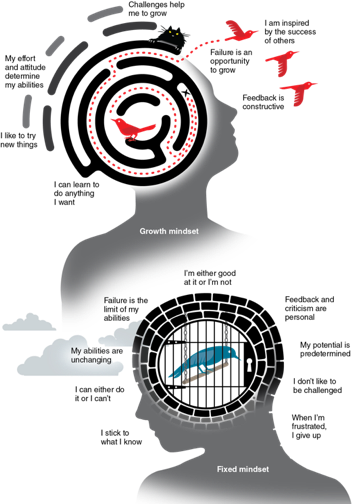 Challenges help
me to grow
I am inspired
by the success
of others
Failure is an
opportunity
to grow
My effort
and attitude
determine
my abilities
Feedback is
constructive
I like to try
new things
X
I can learn to
do anything
I want
Growth mindset
I'm either good
at it or I'm not
Failure is the
limit of my
abilities
Feedback and
criticism are
personal
My abilities are
unchanging
My potential is
predetermined
I can either do
it or I can't
I don't like to
be challenged
I stick to
what I know
When I'm
frustrated,
I give up
Fixed mindset